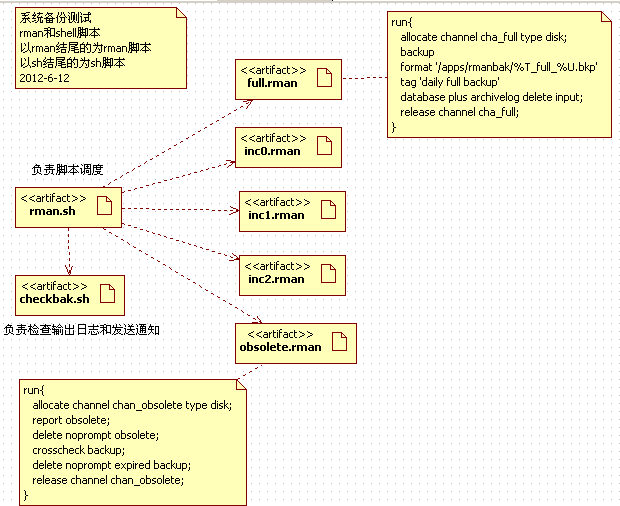 系统备份测试
rman和shell脚本
以rman结尾的为rman脚本
以sh结尾的为sh脚本
2012-6-12
run{
allocate channel cha_full type disk;
backup
format '/apps/rmanbak/%T_full_%U.bkp'
tag 'daily full backup'
database plus archivelog delete input;
release channel cha_full;
}
<<artifact>>
full.rman
<<artifact>>
inc0.rman
负责脚本调度
<<artifact>>
rman.sh
<<artifact>>
inc1.rman
<<artifact>>
inc2.rman
<<artifact>>
checkbak.sh
负责检查输出日志和发送通知
<<artifact>>
obsolete.rman
run{
allocate channel chan_obsolete type disk;
report obsolete;
delete noprompt obsolete;
crosscheck backup;
delete noprompt expired backup;
release channel chan_obsolete;
}